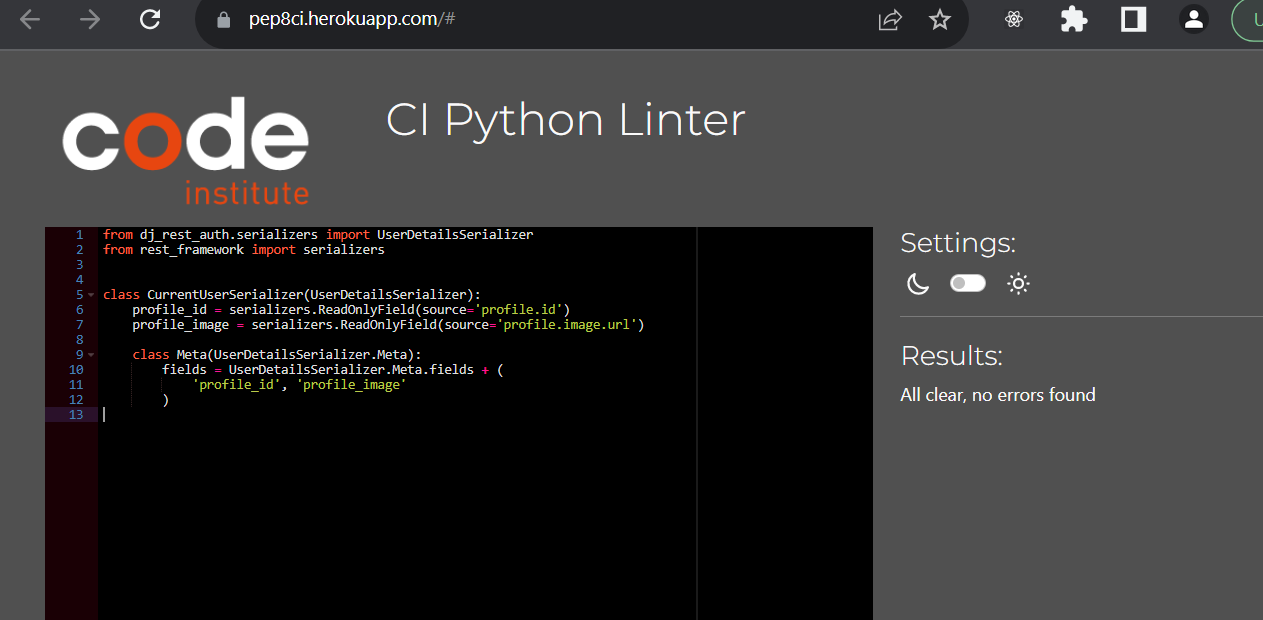 pep8ci.herokuapp.com/#
U
code
institute
CI Python Linter
1 from dj_rest_auth.serializers import UserDetailsSerializer
2 from rest_framework import serializers
3
4
5 class CurrentUserSerializer(UserDetailsSerializer):
6     profile_id = serializers.ReadOnlyField(source='profile.id')
7     profile_image = serializers.ReadOnlyField(source='profile.image.url')
8
9     class Meta(UserDetailsSerializer.Meta):
10         fields = UserDetailsSerializer.Meta.fields + (
11             'profile_id', 'profile_image'
12         )
13
Settings:
Results:
All clear, no errors found